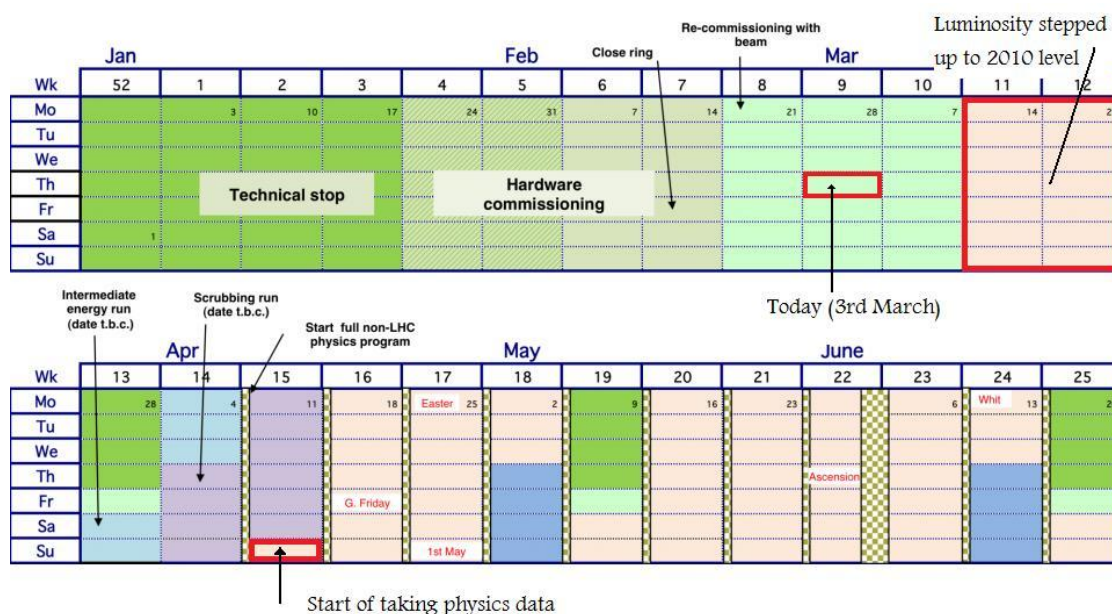 Luminosity stepped
up to 2010 level
Re-commissioning with
beam
Close ring
Jan Feb Mar
Wk 52 1 2 3 4 5 6 7 8 9 10 11 12
Mo 3 10 17 24 31 7 14 21 28 7 14
Tu
We
Th
Technical stop
Hardware
commissioning
Fr
Sa 1
Su
Today (3rd March)
Intermediate
energy run
(date t.b.c.)
Scrubbing run
(date t.b.c.)
Start full non-LHC
physics program
Apr May June
Wk 13 14 15 16 17 18 19 20 21 22 23 24 25
Mo 28 4 11 18 Easter 25 2 9 16 23 6 Whit 13
Tu
We
Th Ascension
Fr G. Friday
Sa
Su 1st May
Start of taking physics data